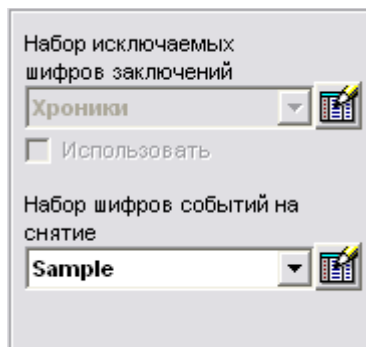 Набор исключаемых
шифров заключений
Хроники
Использовать
Набор шифров событий на
снятие
Sample